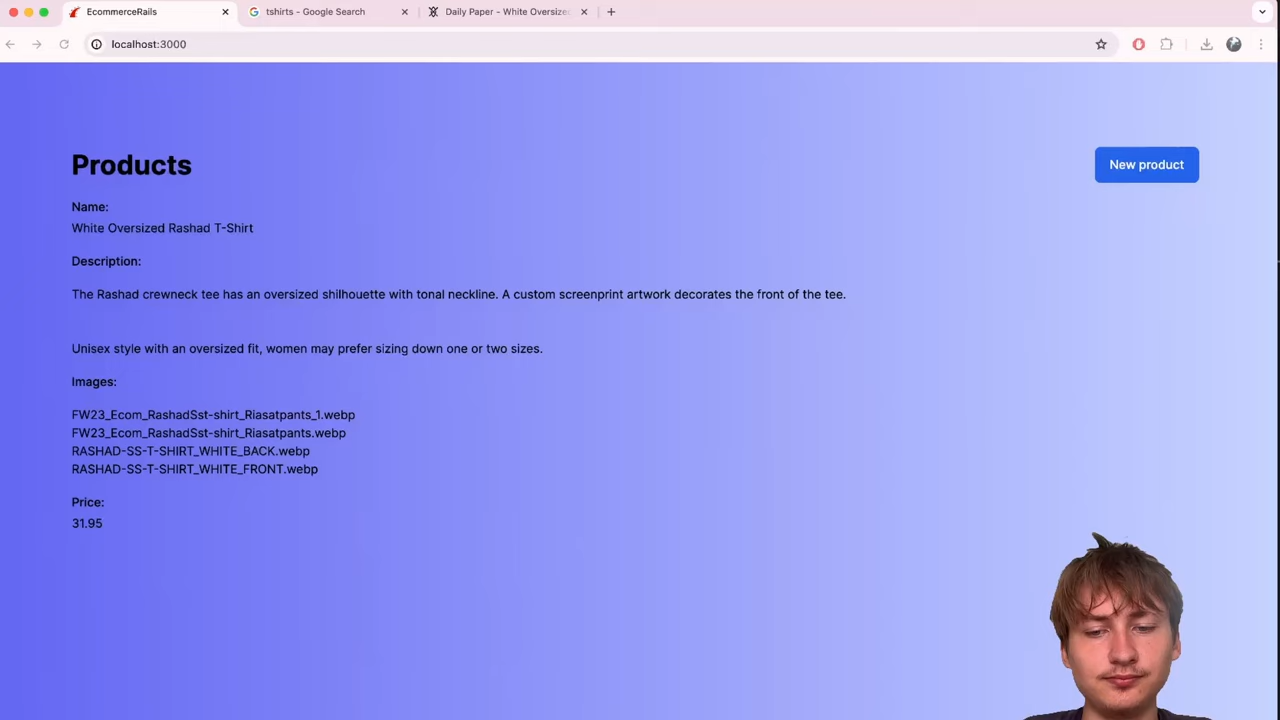 EcommerceRails
tshirts - Google Search
Daily Paper - White Oversized
localhost:3000
Products
New product
Name:
White Oversized Rashad T-Shirt
Description:
The Rashad crewneck tee has an oversized shilhouette with tonal neckline. A custom screenprint artwork decorates the front of the tee.
Unisex style with an oversized fit, women may prefer sizing down one or two sizes.
Images:
FW23_Ecom_RashadSst-shirt_Riasatpants_1.webp
FW23_Ecom_RashadSst-shirt_Riasatpants.webp
RASHAD-SS-T-SHIRT_WHITE_BACK.webp
RASHAD-SS-T-SHIRT_WHITE_FRONT.webp
Price:
31.95